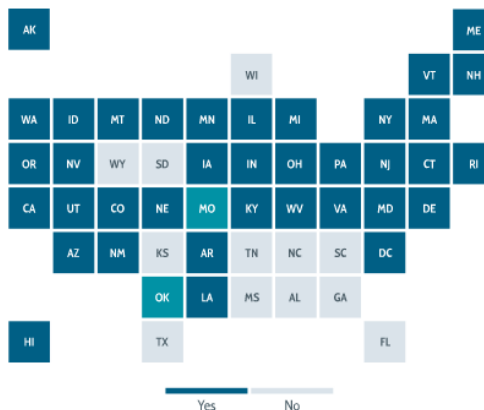 AK ME
WI VT NH
WA ID MT ND MN IL MI NY MA
OR NV WY SD IA IN OH PA NJ CT RI
CA UT CO NE MO KY WV VA MD DE
AZ NM KS AR TN NC SC DC
OK LA MS AL GA
HI TX FL
Yes No